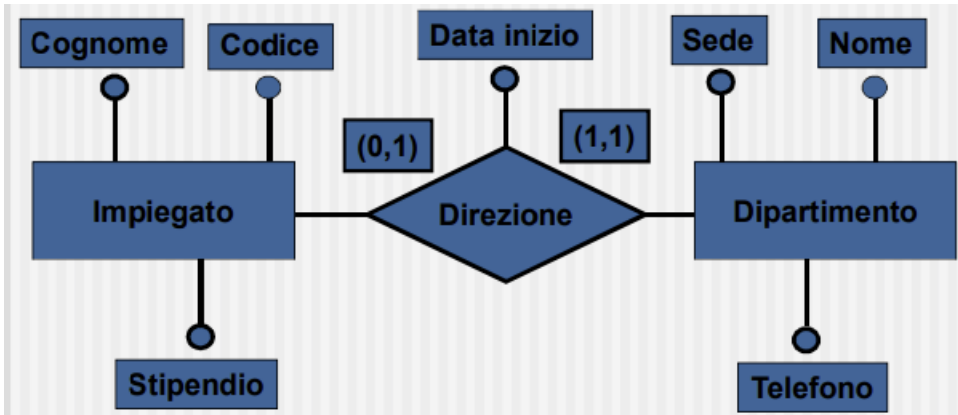 Cognome
Codice
Data inizio
Sede
Nome
(0,1)
(1,1)
Impiegato
Direzione
Dipartimento
Stipendio
Telefono